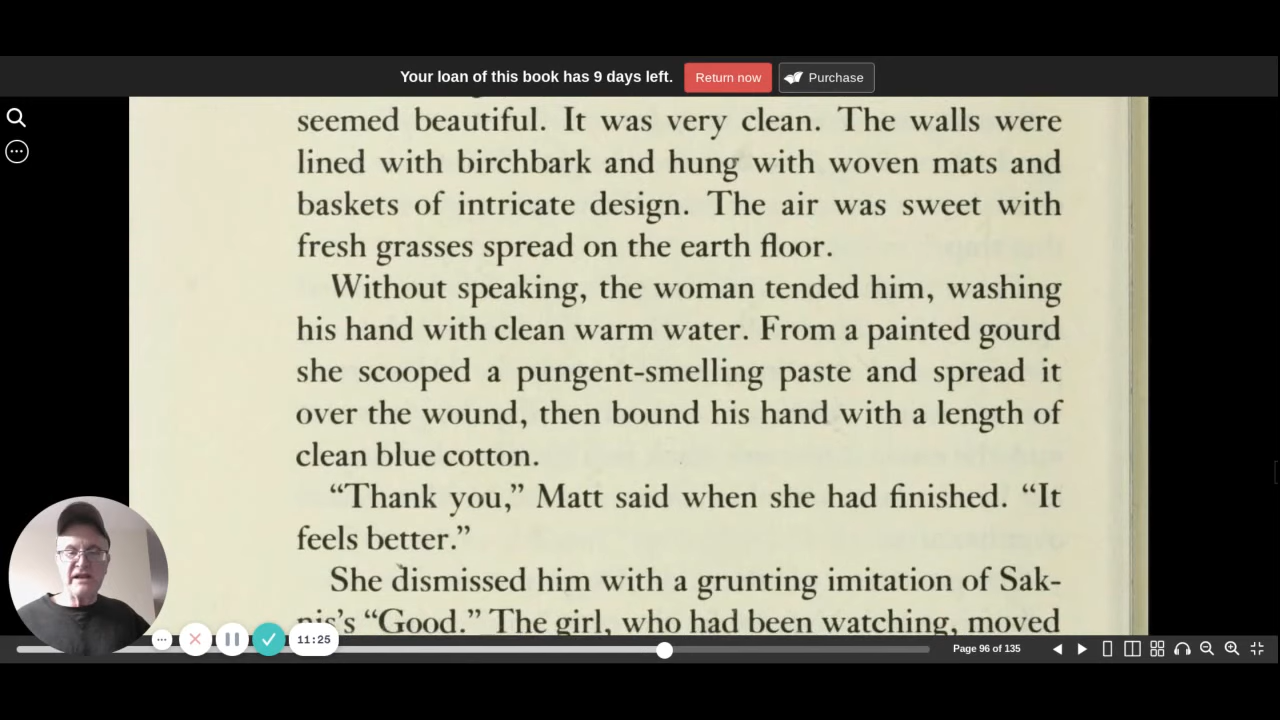 Your loan of this book has 9 days left. Return now Purchase
seemed beautiful. It was very clean. The walls were
lined with birchbark and hung with woven mats and
baskets of intricate design. The air was sweet with
fresh grasses spread on the earth floor.
Without speaking, the woman tended him, washing
his hand with clean warm water. From a painted gourd
she scooped a pungent-smelling paste and spread it
over the wound, then bound his hand with a length of
clean blue cotton.
“Thank you,” Matt said when she had finished. “It
feels better.”
She dismissed him with a grunting imitation of Sak-
nis’s “Good.” The girl, who had been watching, moved
11:25
Page 96 of 135